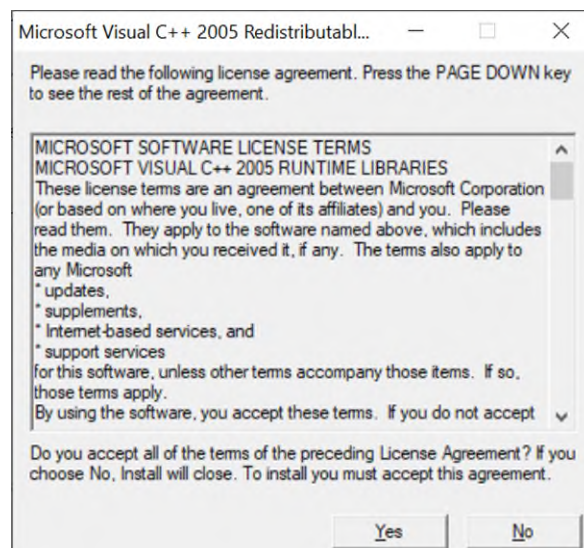 Microsoft Visual C++ 2005 Redistributabl...
Please read the following license agreement. Press the PAGE DOWN key
to see the rest of the agreement.
MICROSOFT SOFTWARE LICENSE TERMS
MICROSOFT VISUAL C++ 2005 RUNTIME LIBRARIES
These license terms are an agreement between Microsoft Corporation
(or based on where you live, one of its affiliates) and you.  Please
read them.  They apply to the software named above, which includes
the media on which you received it, if any.  The terms also apply to
any Microsoft
* updates,
* supplements,
* Internet-based services, and
* support services
for this software, unless other terms accompany those items.  If so,
those terms apply.
By using the software, you accept these terms.  If you do not accept
Do you accept all of the terms of the preceding License Agreement? If you
choose No, Install will close. To install you must accept this agreement.
Yes
No